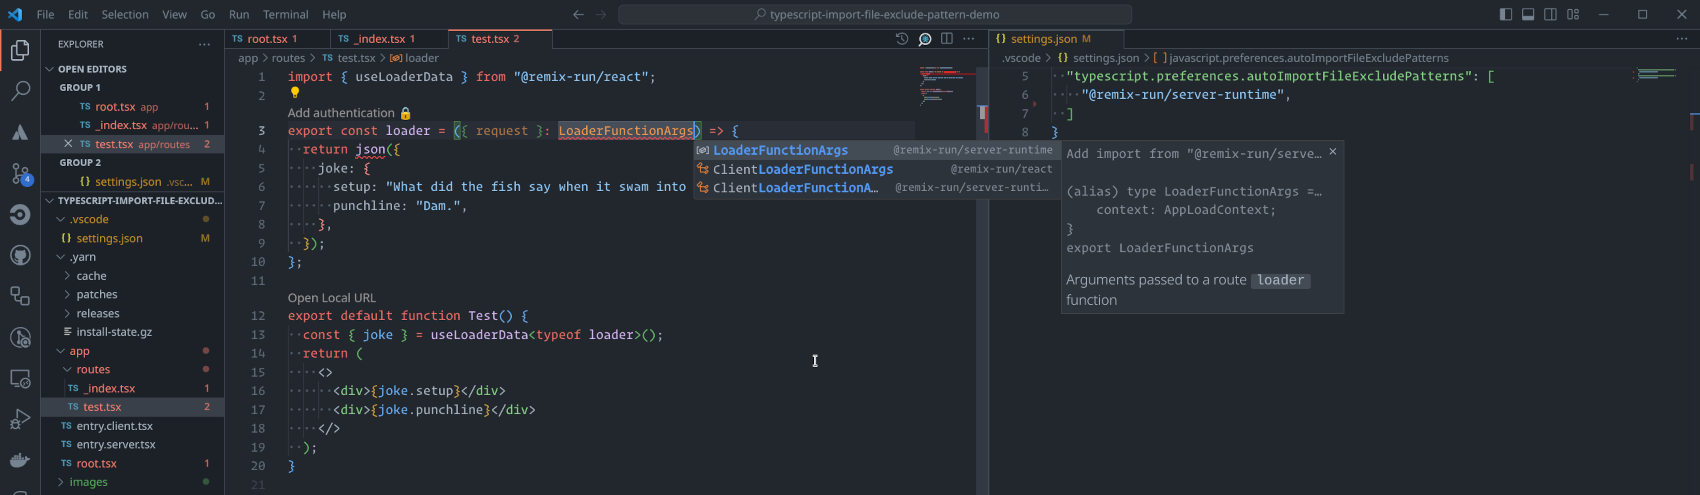 File Edit Selection View Go Run Terminal Help
typescript-import-file-exclude-pattern-demo
EXPLORER
OPEN EDITORS
GROUP 1
TS root.tsx app 1
TS _index.tsx app/rou... 1
TS test.tsx app/routes 2
GROUP 2
{} settings.json .vsc... M
TYPESCRIPT-IMPORT-FILE-EXCLUD...
.vscode
{} settings.json M
.yarn
cache
patches
releases
install-state.gz
app
routes
TS _index.tsx 1
TS test.tsx 2
TS entry.client.tsx
TS entry.server.tsx
TS root.tsx 1
images
4
TS root.tsx 1 TS _index.tsx 1 TS test.tsx 2
app > routes > TS test.tsx > loader
1 import { useLoaderData } from "@remix-run/react";
2
Add authentication 🔒
3 export const loader = ({ request }: LoaderFunctionArgs) => {
4 ··return json({
5 ····joke: {
6 ······setup: "What did the fish say when it swam into
7 ······punchline: "Dam.",
8 ····},
9 ··});
10 };
11
Open Local URL
12 export default function Test() {
13 ··const { joke } = useLoaderData<typeof loader>();
14 ··return (
15 ····<>
16 ······<div>{joke.setup}</div>
17 ······<div>{joke.punchline}</div>
18 ····</>
19 ··);
20 }
21
LoaderFunctionArgs @remix-run/server-runtime
ClientLoaderFunctionArgs @remix-run/react
ClientLoaderFunctionA... @remix-run/server-runti...
{} settings.json M
.vscode > {} settings.json > [ ] javascript.preferences.autoImportFileExcludePatterns
5 ··"typescript.preferences.autoImportFileExcludePatterns": [
6 ····"@remix-run/server-runtime",
7 ··]
8 }
Add import from "@remix-run/serve...
(alias) type LoaderFunctionArgs =...
context: AppLoadContext;
}
export LoaderFunctionArgs
Arguments passed to a route loader
function